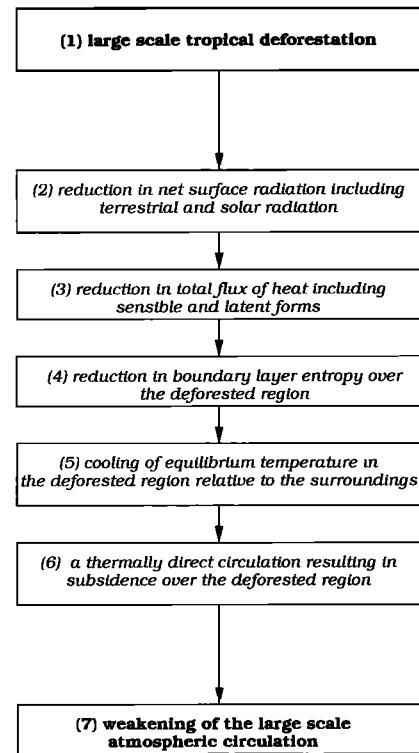 (1) large scale tropical deforestation
(2) reduction in net surface radiation including
terrestrial and solar radiation
(3) reduction in total flux of heat including
sensible and latent forms
(4) reduction in boundary layer entropy over
the deforested region
(5) cooling of equilibrium temperature in
the deforested region relative to the surroundings
(6) a thermally direct circulation resulting in
subsidence over the deforested region
(7) weakening of the large scale
atmospheric circulation